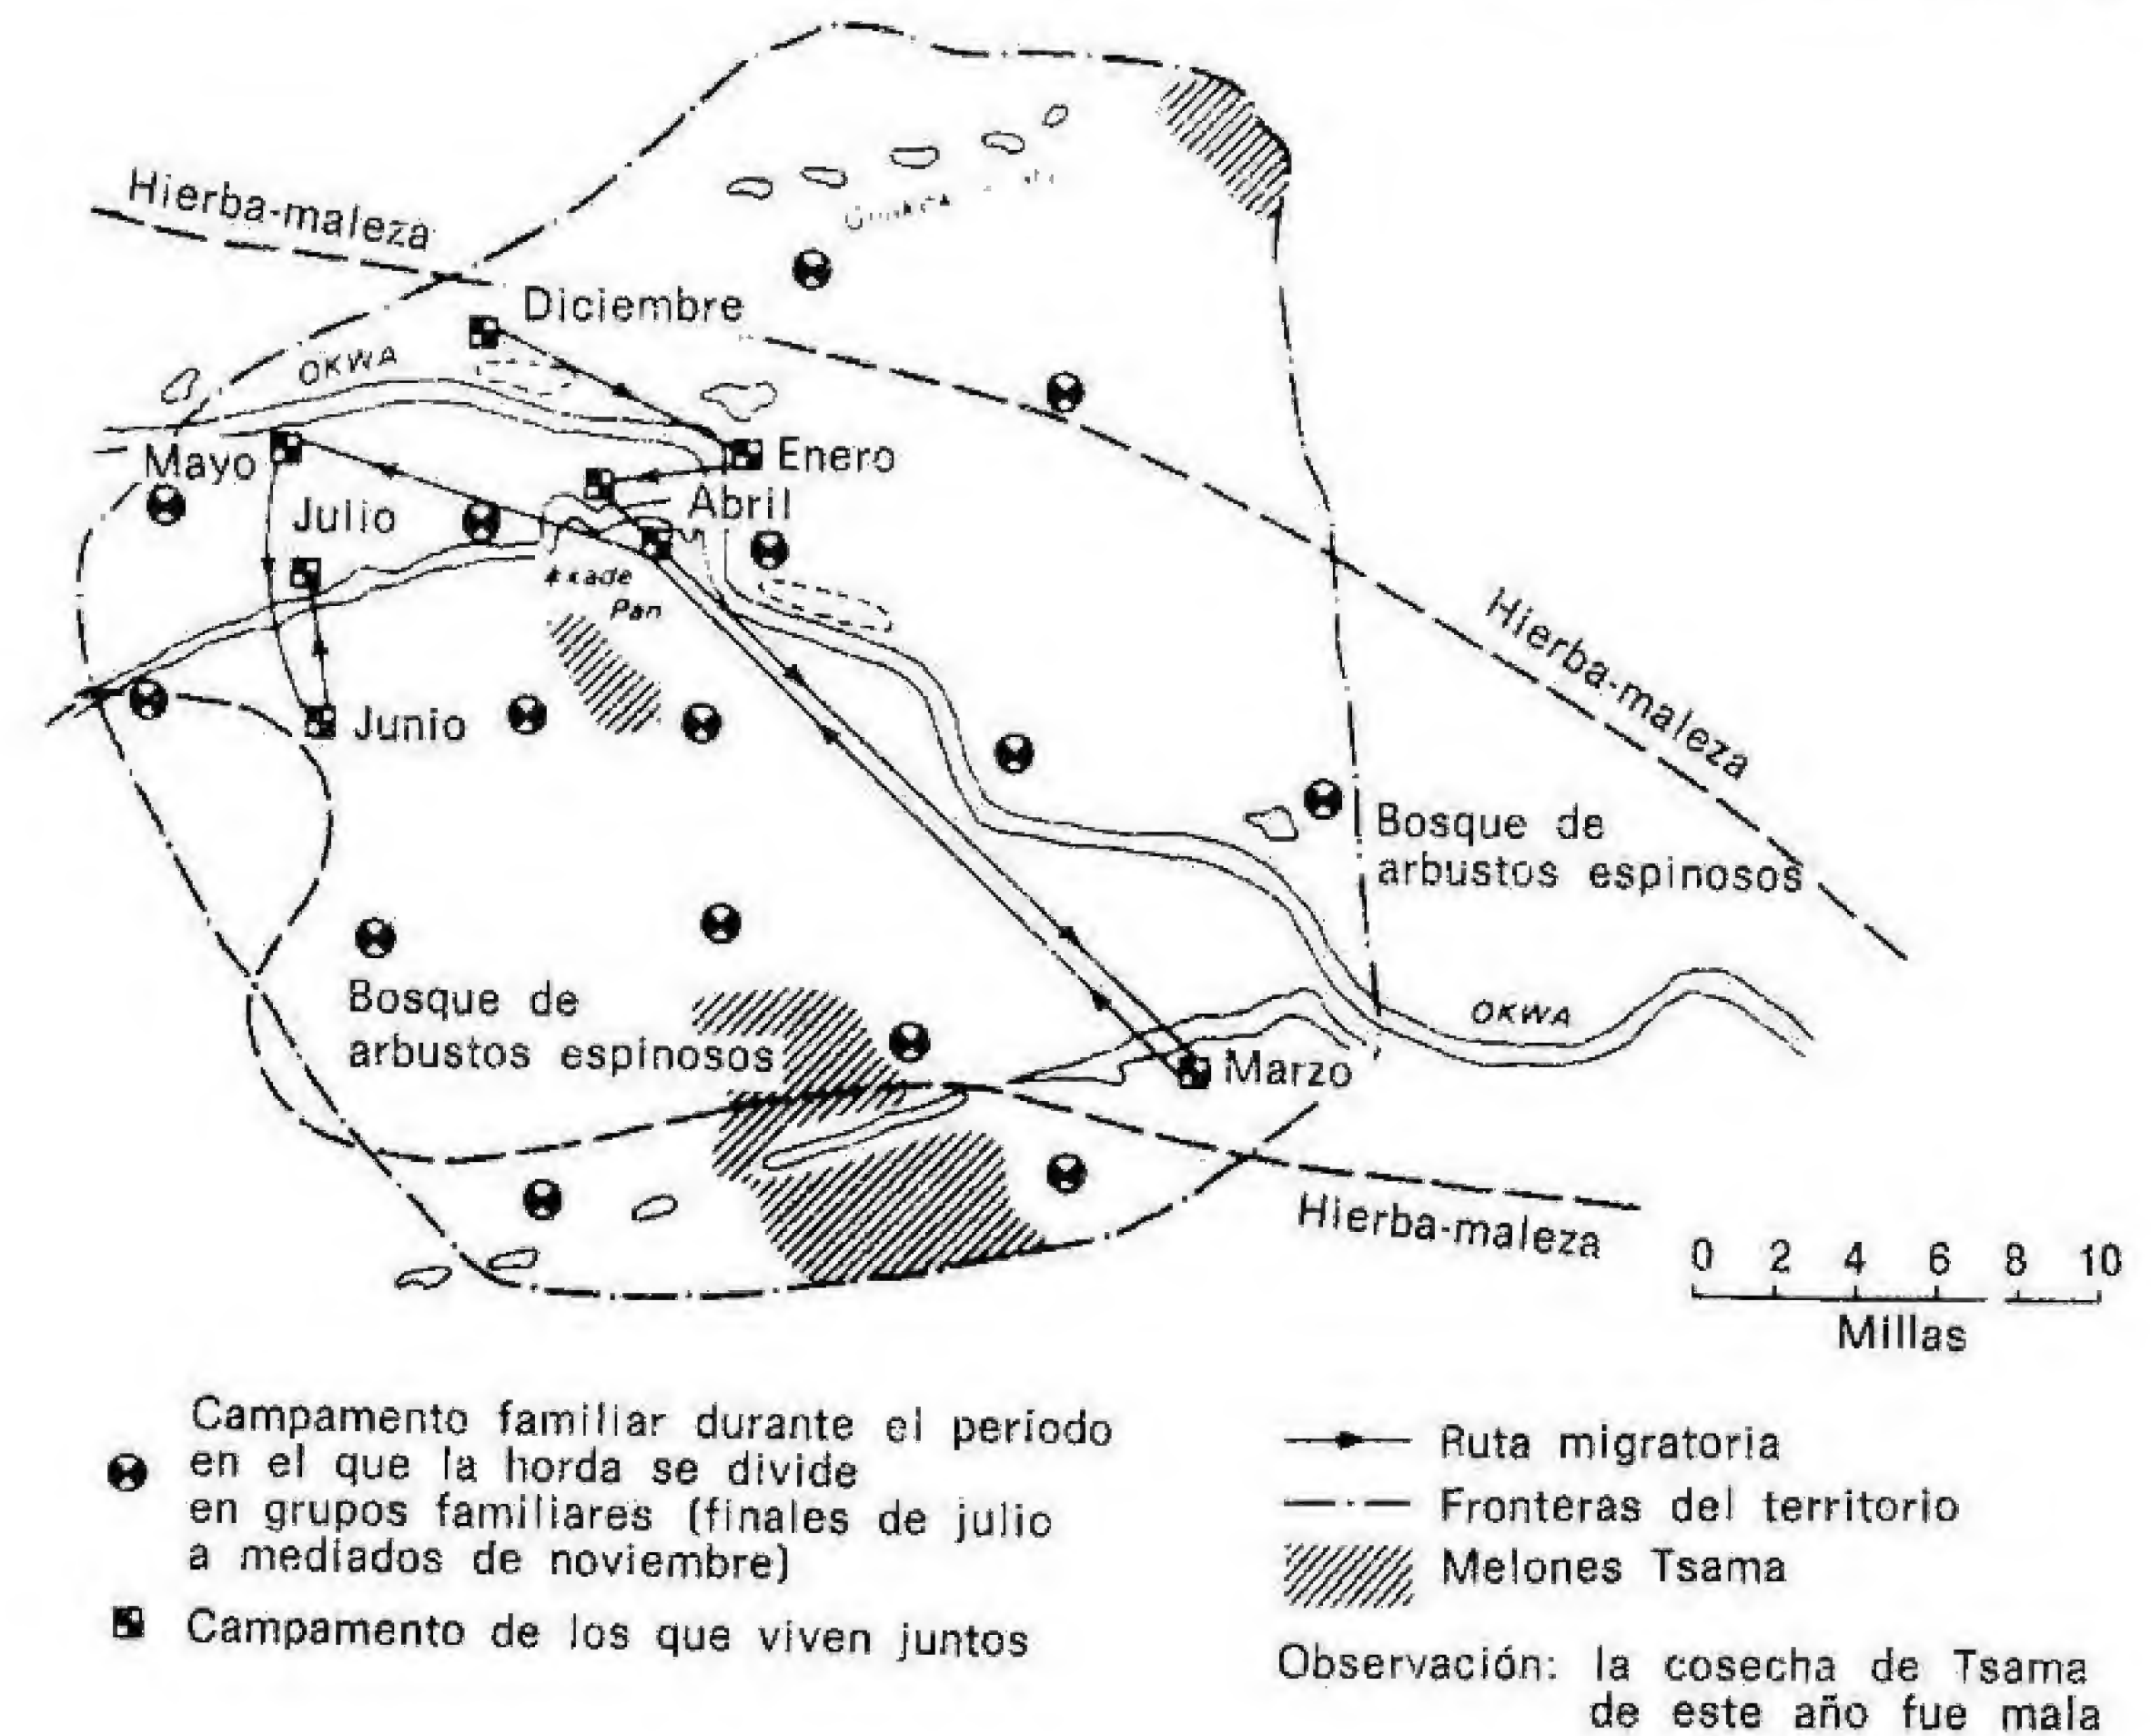 Hierba-maleza
Diciembre
OKWA
Enero
Mayo
Abril
Julio
Pan
Junio
Hierba-maleza
Bosque de
arbustos espinosos
Bosque de
arbustos espinosos
OKWA
Marzo
Hierba-maleza
0 2 4 6 8 10
Millas
Campamento familiar durante el período
en el que la horda se divide
en grupos familiares (finales de julio
a mediados de noviembre)
Campamento de los que viven juntos
Ruta migratoria
Fronteras del territorio
Melones Tsama
Observación: la cosecha de Tsama
de este año fue mala